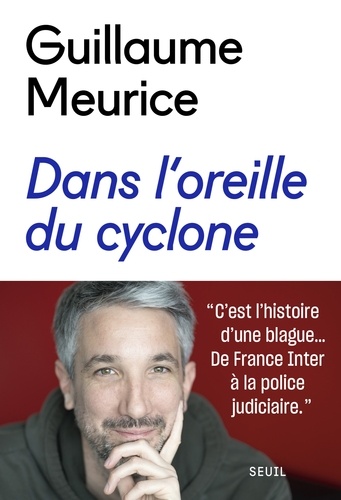 Guillaume
Meurice
Dans l’oreille
du cyclone
“C’est l’histoire
d’une blague...
De France Inter
à la police
judiciaire.”
SEUIL